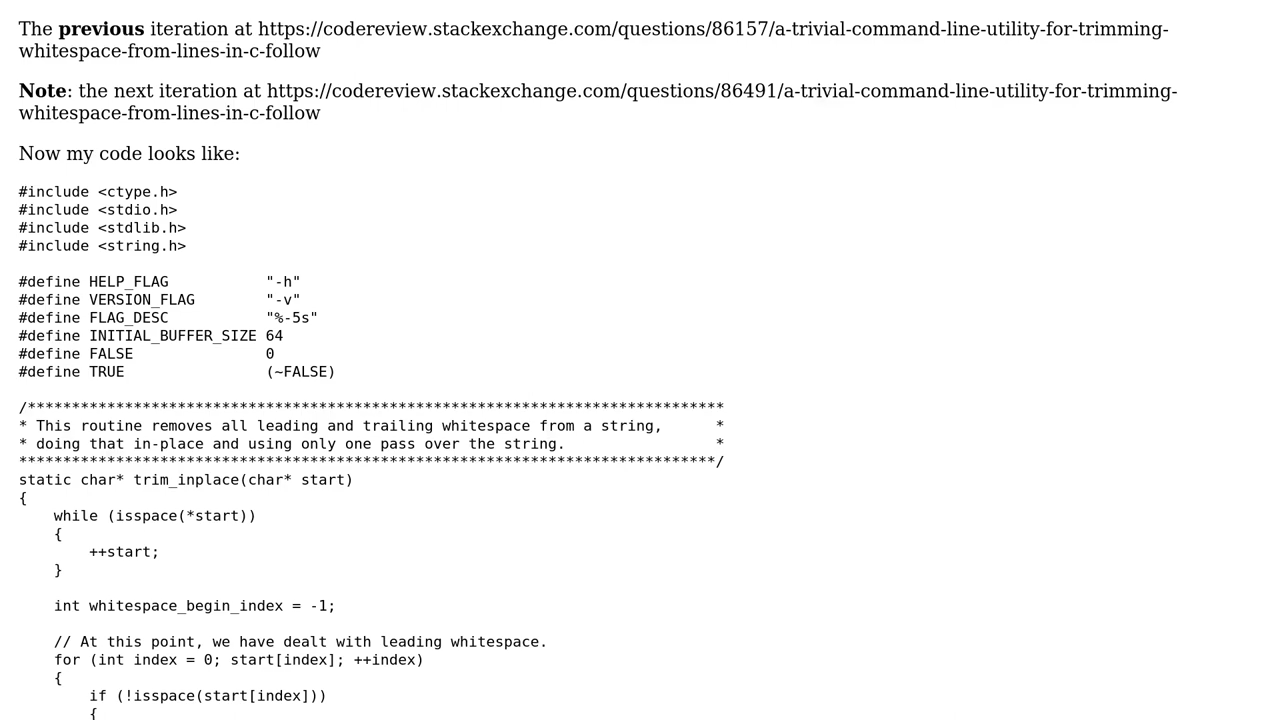 The previous iteration at https://codereview.stackexchange.com/questions/86157/a-trivial-command-line-utility-for-trimming-
whitespace-from-lines-in-c-follow
Note: the next iteration at https://codereview.stackexchange.com/questions/86491/a-trivial-command-line-utility-for-trimming-
whitespace-from-lines-in-c-follow
Now my code looks like:
#include <ctype.h>
#include <stdio.h>
#include <stdlib.h>
#include <string.h>
#define HELP_FLAG           "-h"
#define VERSION_FLAG        "-v"
#define FLAG_DESC           "%-5s"
#define INITIAL_BUFFER_SIZE 64
#define FALSE               0
#define TRUE                (~FALSE)
/*******************************************************************************
* This routine removes all leading and trailing whitespace from a string,      *
* doing that in-place and using only one pass over the string.                 *
*******************************************************************************/
static char* trim_inplace(char* start)
{
    while (isspace(*start))
    {
        ++start;
    }
    int whitespace_begin_index = -1;
    // At this point, we have dealt with leading whitespace.
    for (int index = 0; start[index]; ++index)
    {
        if (!isspace(start[index]))
        {